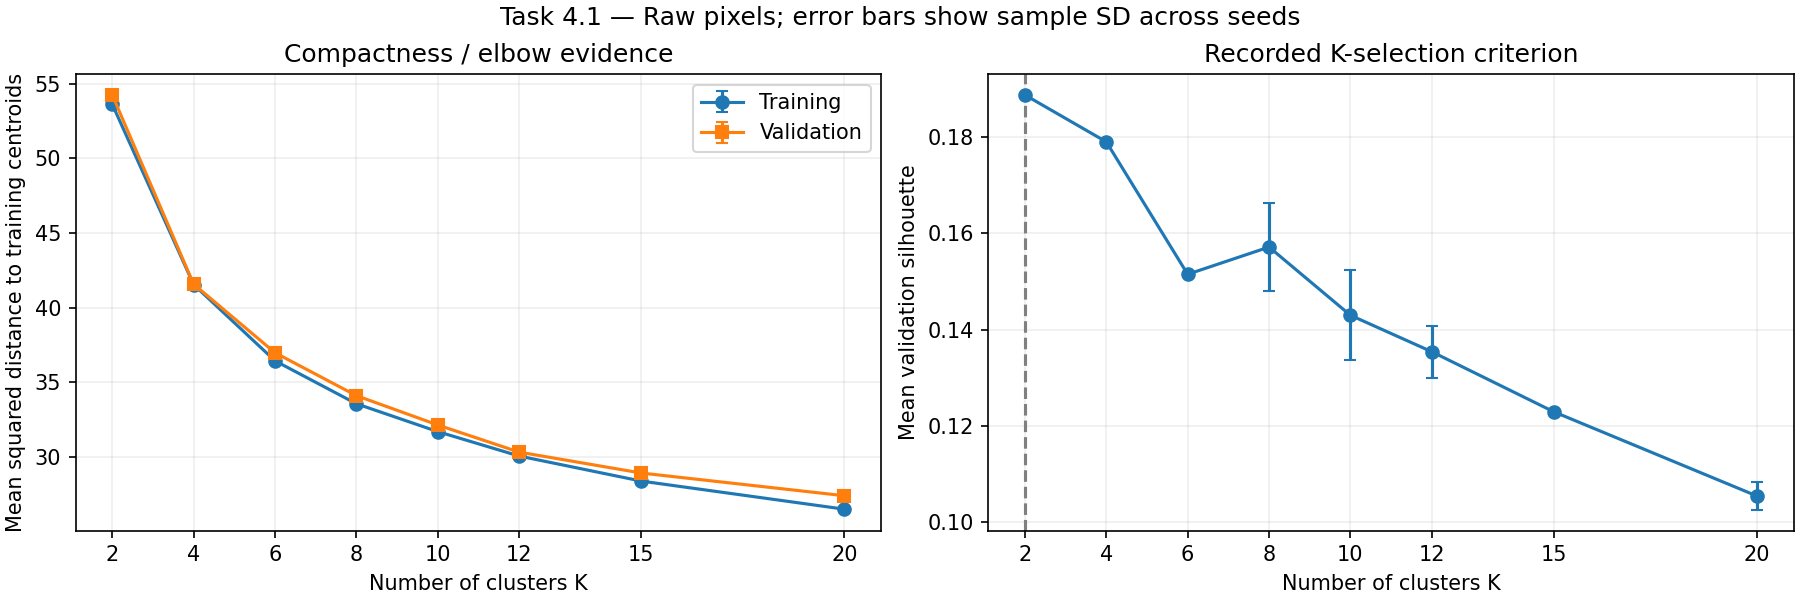 Task 4.1 — Raw pixels; error bars show sample SD across seeds
Compactness / elbow evidence
Mean squared distance to training centroids
55
50
45
40
35
30
Training
Validation
2 4 6 8 10 12 15 20
Number of clusters K
Recorded K-selection criterion
Mean validation silhouette
0.18
0.16
0.14
0.12
0.10
2 4 6 8 10 12 15 20
Number of clusters K